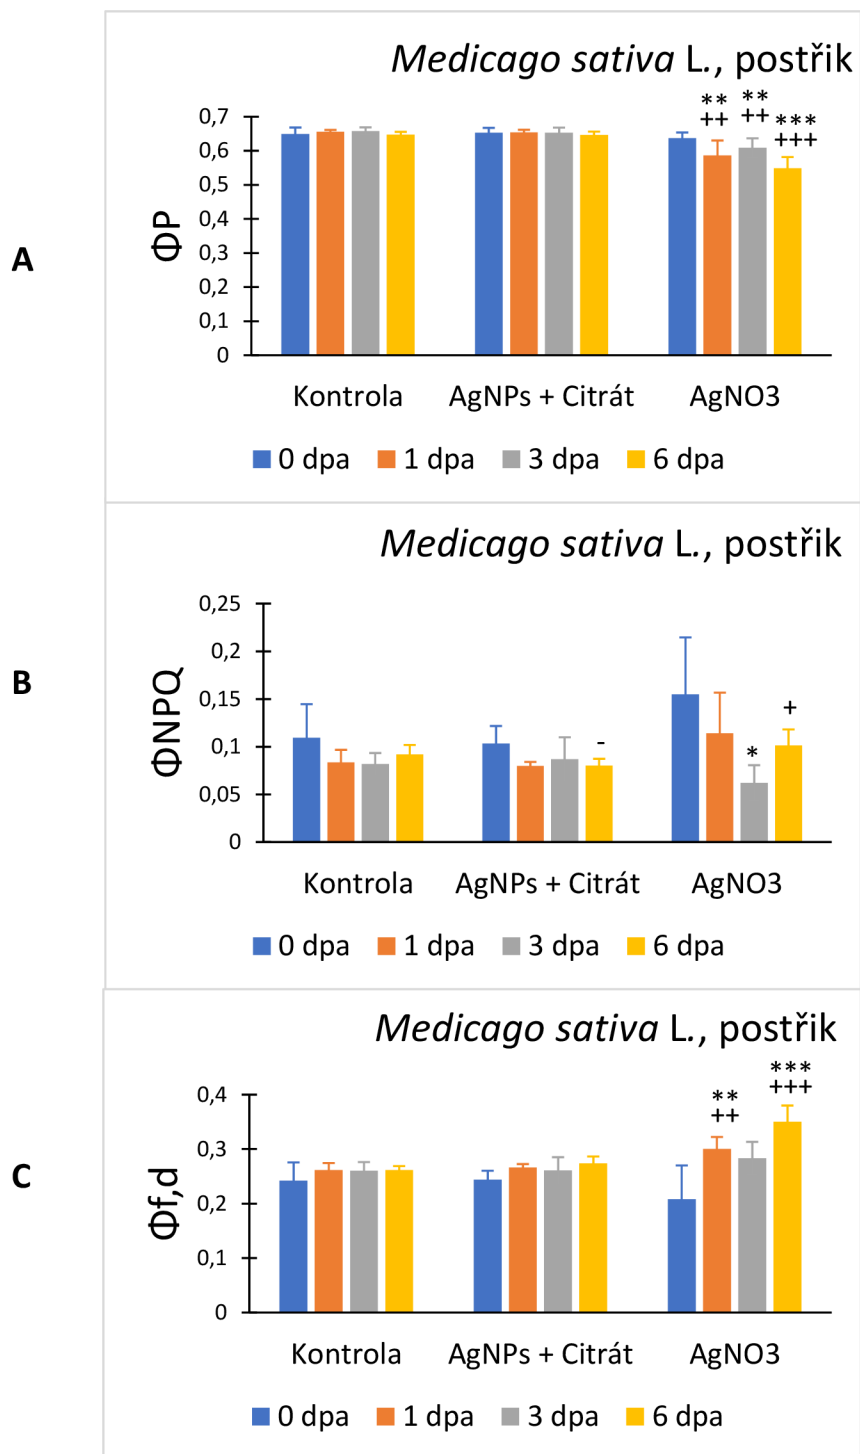 A
Medicago sativa L., postřik
ΦP
0,7
0,6
0,5
0,4
0,3
0,2
0,1
0
** ** ***
++ ++ +++
Kontrola AgNPs + Citrát AgNO3
0 dpa 1 dpa 3 dpa 6 dpa
B
Medicago sativa L., postřik
ΦNPQ
0,25
0,2
0,15
0,1
0,05
0
- * +
Kontrola AgNPs + Citrát AgNO3
0 dpa 1 dpa 3 dpa 6 dpa
C
Medicago sativa L., postřik
Φf,d
0,4
0,3
0,2
0,1
0
** ***
++ +++
Kontrola AgNPs + Citrát AgNO3
0 dpa 1 dpa 3 dpa 6 dpa